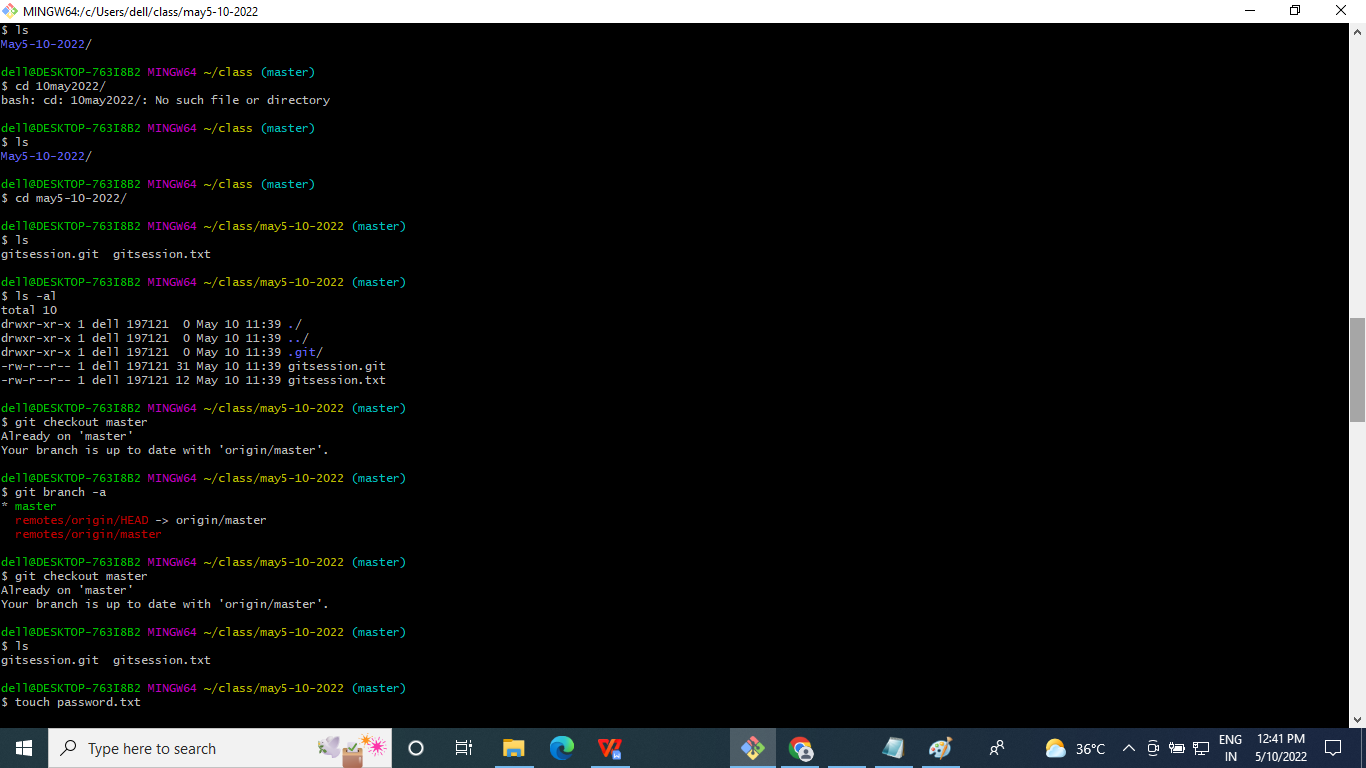 MINGW64:/c/Users/dell/class/may5-10-2022
$ ls
May5-10-2022/
dell@DESKTOP-763I8B2 MINGW64 ~/class (master)
$ cd 10may2022/
bash: cd: 10may2022/: No such file or directory
dell@DESKTOP-763I8B2 MINGW64 ~/class (master)
$ ls
May5-10-2022/
dell@DESKTOP-763I8B2 MINGW64 ~/class (master)
$ cd may5-10-2022/
dell@DESKTOP-763I8B2 MINGW64 ~/class/may5-10-2022 (master)
$ ls
gitsession.git  gitsession.txt
dell@DESKTOP-763I8B2 MINGW64 ~/class/may5-10-2022 (master)
$ ls -al
total 10
drwxr-xr-x 1 dell 197121  0 May 10 11:39 ./
drwxr-xr-x 1 dell 197121  0 May 10 11:39 ../
drwxr-xr-x 1 dell 197121  0 May 10 11:39 .git/
-rw-r--r-- 1 dell 197121 31 May 10 11:39 gitsession.git
-rw-r--r-- 1 dell 197121 12 May 10 11:39 gitsession.txt
dell@DESKTOP-763I8B2 MINGW64 ~/class/may5-10-2022 (master)
$ git checkout master
Already on 'master'
Your branch is up to date with 'origin/master'.
dell@DESKTOP-763I8B2 MINGW64 ~/class/may5-10-2022 (master)
$ git branch -a
* master
  remotes/origin/HEAD -> origin/master
  remotes/origin/master
dell@DESKTOP-763I8B2 MINGW64 ~/class/may5-10-2022 (master)
$ git checkout master
Already on 'master'
Your branch is up to date with 'origin/master'.
dell@DESKTOP-763I8B2 MINGW64 ~/class/may5-10-2022 (master)
$ ls
gitsession.git  gitsession.txt
dell@DESKTOP-763I8B2 MINGW64 ~/class/may5-10-2022 (master)
$ touch password.txt
Type here to search
36°C
ENG
IN
12:41 PM
5/10/2022